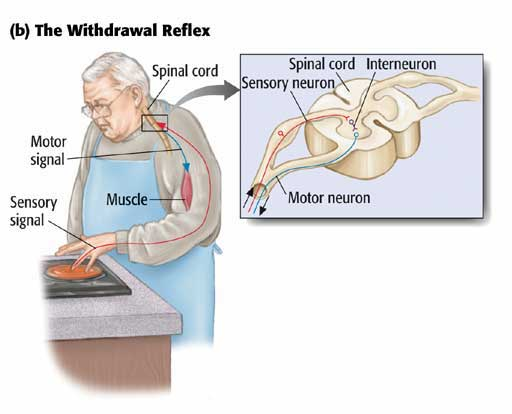 (b) The Withdrawal Reflex
Spinal cord
Motor
signal
Muscle
Sensory
signal
Spinal cord
Interneuron
Sensory neuron
Motor neuron